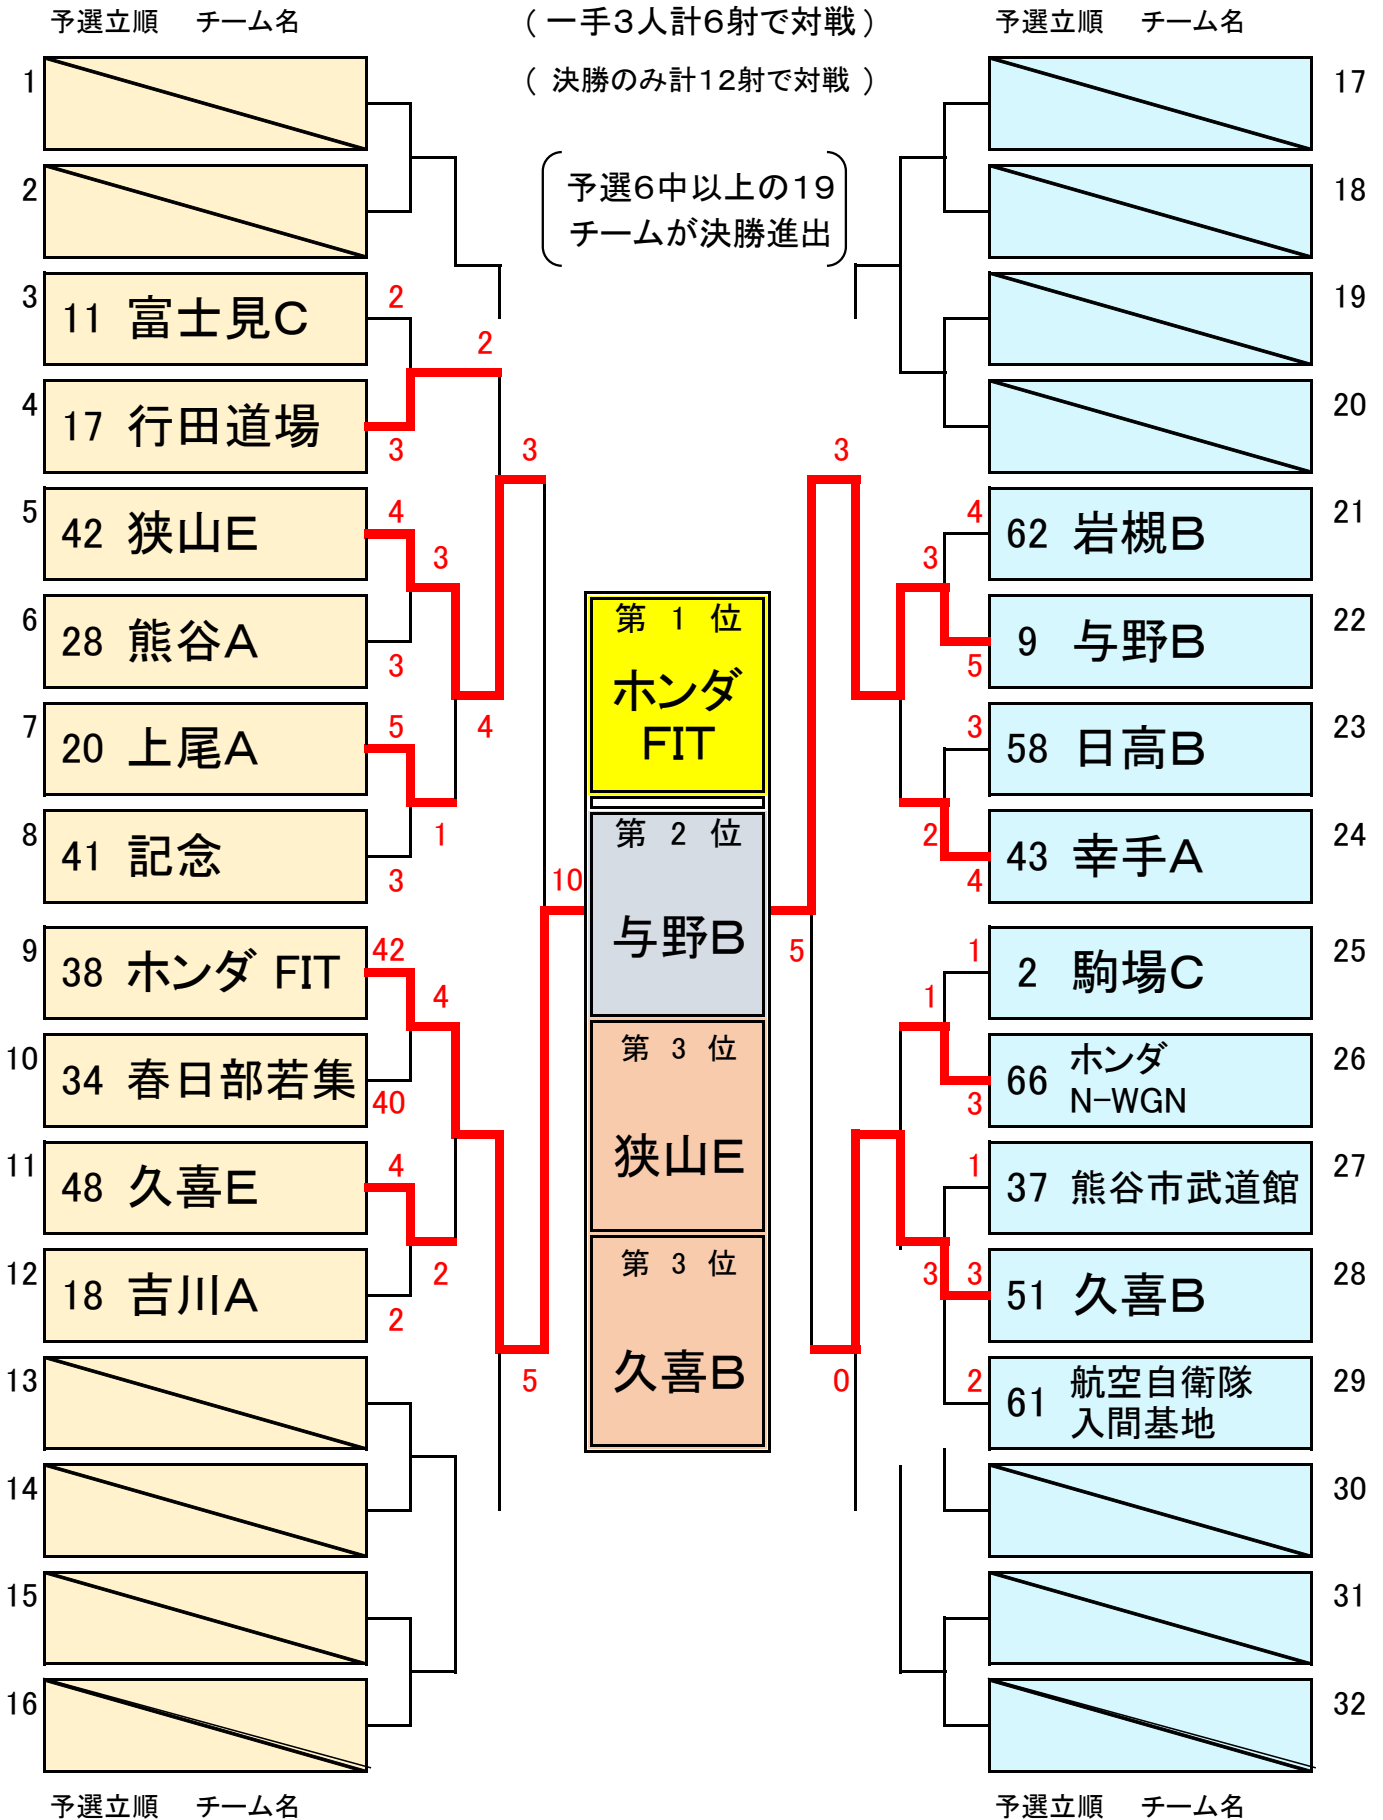 予選立順 チーム名
（ 一手３人計６射で対戦 ）
予選立順 チーム名
（ 決勝のみ計１２射で対戦 ）
予選６中以上の１９
チームが決勝進出
1
2
3 11 富士見C 2
2
4 17 行田道場 3
3
5 42 狭山E 4
3
6 28 熊谷A 3
7 20 上尾A 5
4
8 41 記念 3
1
10
9 38 ホンダ FIT 42
4
10 34 春日部若集 40
11 48 久喜E 4
2
12 18 吉川A 2
5
13
14
15
16
第 1 位
ホンダ
FIT
第 2 位
与野B
第 3 位
狭山E
第 3 位
久喜B
17
18
19
20
3
4 62 岩槻B 21
3
5 9 与野B 22
3 58 日高B 23
2
4 43 幸手A 24
5
1 2 駒場C 25
1
3 66 ホンダ
N-WGN 26
1 37 熊谷市武道館 27
3
3 51 久喜B 28
0
2 61 航空自衛隊
入間基地 29
30
31
32
予選立順 チーム名
予選立順 チーム名